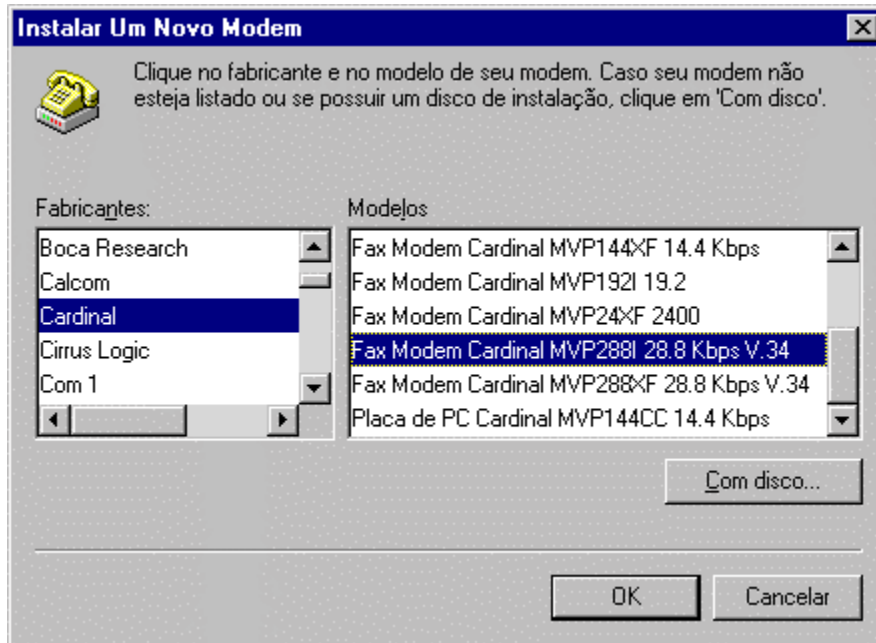 Instalar Um Novo Modem
Clique no fabricante e no modelo de seu modem. Caso seu modem não
esteja listado ou se possuir um disco de instalação, clique em 'Com disco'.
Fabricantes:
Boca Research
Calcom
Cardinal
Cirrus Logic
Com 1
Modelos
Fax Modem Cardinal MVP144XF 14.4 Kbps
Fax Modem Cardinal MVP192I 19.2
Fax Modem Cardinal MVP24XF 2400
Fax Modem Cardinal MVP288I 28.8 Kbps V.34
Fax Modem Cardinal MVP288XF 28.8 Kbps V.34
Placa de PC Cardinal MVP144CC 14.4 Kbps
Com disco...
OK
Cancelar